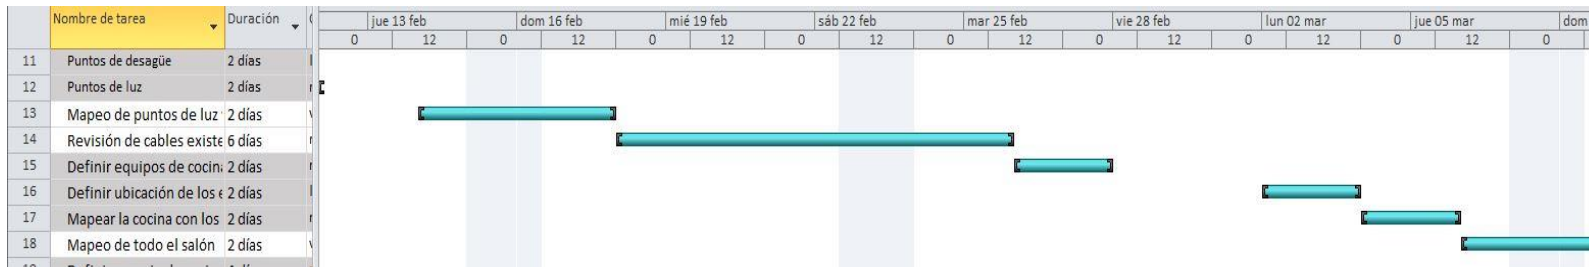 Nombre de tarea Duración
jue 13 feb dom 16 feb mié 19 feb sáb 22 feb mar 25 feb vie 28 feb lun 02 mar jue 05 mar dom
0 12 0 12 0 12 0 12 0 12 0 12 0 12 0 12 0
11 Puntos de desagüe 2 días
12 Puntos de luz 2 días
13 Mapeo de puntos de luz 2 días
14 Revisión de cables existe 6 días
15 Definir equipos de cocina 2 días
16 Definir ubicación de los e 2 días
17 Mapear la cocina con los 2 días
18 Mapeo de todo el salón 2 días